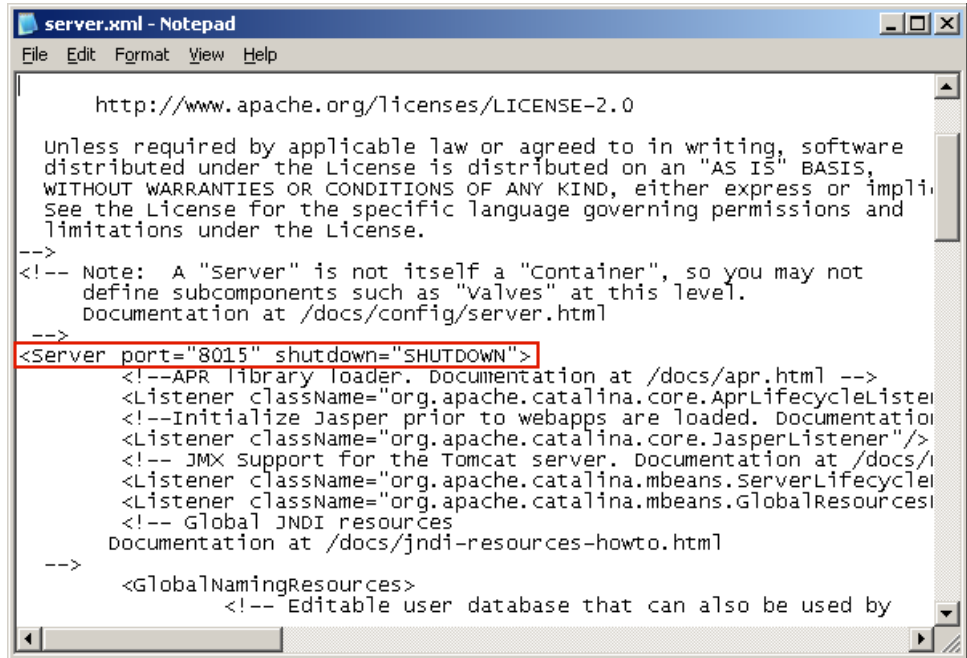 server.xml - Notepad
File Edit Format View Help
http://www.apache.org/licenses/LICENSE-2.0
Unless required by applicable law or agreed to in writing, software
distributed under the License is distributed on an "AS IS" BASIS,
WITHOUT WARRANTIES OR CONDITIONS OF ANY KIND, either express or impli
See the License for the specific language governing permissions and
limitations under the License.
-->
<!-- Note:  A "Server" is not itself a "Container", so you may not
define subcomponents such as "Valves" at this level.
Documentation at /docs/config/server.html
-->
<Server port="8015" shutdown="SHUTDOWN">
<!--APR library loader. Documentation at /docs/apr.html -->
<Listener className="org.apache.catalina.core.AprLifecycleListe
<!--Initialize Jasper prior to webapps are loaded. Documentatio
<Listener className="org.apache.catalina.core.JasperListener"/>
<!-- JMX Support for the Tomcat server. Documentation at /docs/
<Listener className="org.apache.catalina.mbeans.ServerLifecycle
<Listener className="org.apache.catalina.mbeans.GlobalResources
<!-- Global JNDI resources
Documentation at /docs/jndi-resources-howto.html
-->
<GlobalNamingResources>
<!-- Editable user database that can also be used by